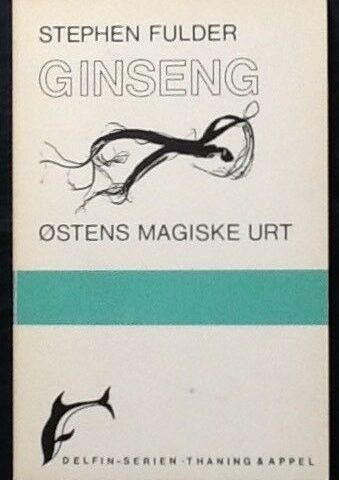 STEPHEN FULDER
GINSENG
ØSTENS MAGISKE URT
DELFIN-SERIEN · THANING & APPEL